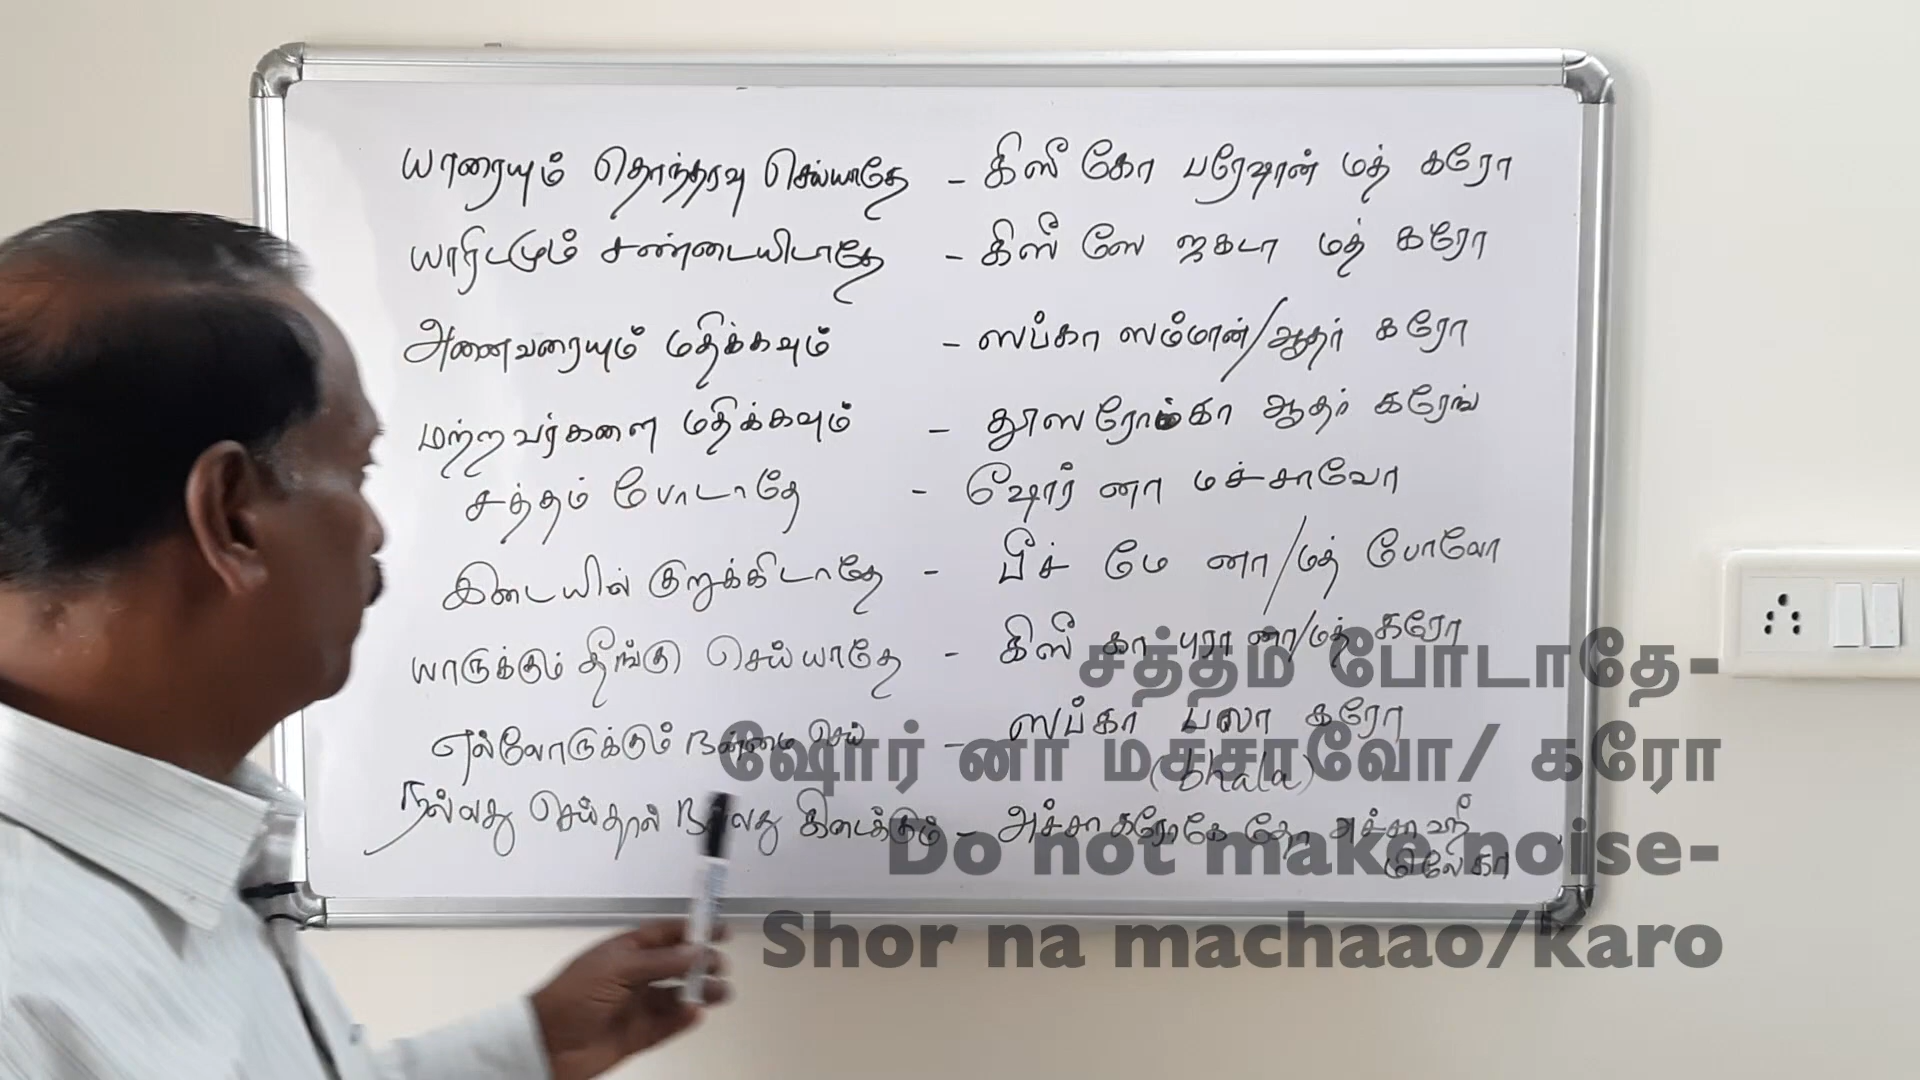 யாரையும் தொந்தரவு செய்யாதே - கிஸீ கோ பரேஷான் மத் கரோ
யாரிடமும் சண்டையிடாதே - கிஸீ ஸே ஜகடா மத் கரோ
அனைவரையும் மதிக்கவும் - ஸப்கா ஸம்மான்/ஆதர் கரோ
மற்றவர்களை மதிக்கவும் - தூஸரோங்கா ஆதர் கரேங்
சத்தம் போடாதே - ஷோர் னா மச்சாவோ
இடையில் குறுக்கிடாதே - பீச் மே னா/மத் போலோ
யாருக்கும் தீங்கு செய்யாதே - கிஸீ கா புரா னா/மத் கரோ
எல்லோருக்கும் நன்மை செய் - ஸப்கா பலா கரோ
(bhala)
நல்லது செய்தால் நல்லது கிடைக்கும் - அச்சா கரோகே தோ அச்சா ஹீ
மிலேகா
சத்தம் போடாதே-
ஷோர் னா மச்சாவோ/ கரோ
Do not make noise-
Shor na machaao/karo